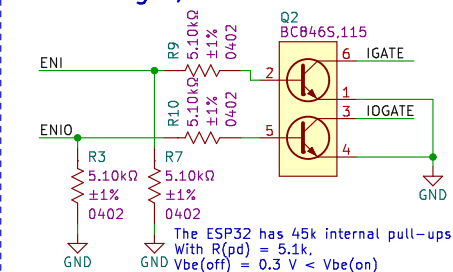 Q2
BC846S,115
R9
5.10kΩ
±1%
0402
ENI
2
6
IGATE
1
R10
5.10kΩ
±1%
0402
3
IOGATE
ENIO
5
4
R3
5.10kΩ
±1%
0402
R7
5.10kΩ
±1%
0402
GND
GND
GND
The ESP32 has 45k internal pull-ups
With R(pd) = 5.1k,
Vbe(off) = 0.3 V < Vbe(on)